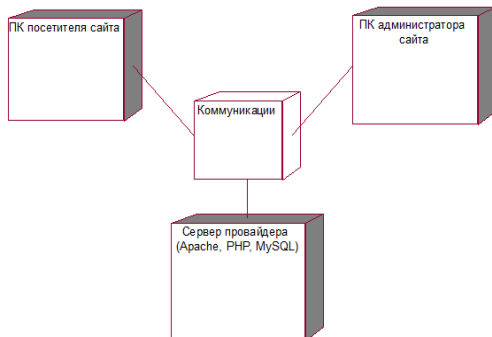 ПК посетителя сайта
ПК администратора
сайта
Коммуникации
Сервер провайдера
(Apache, PHP, MySQL)